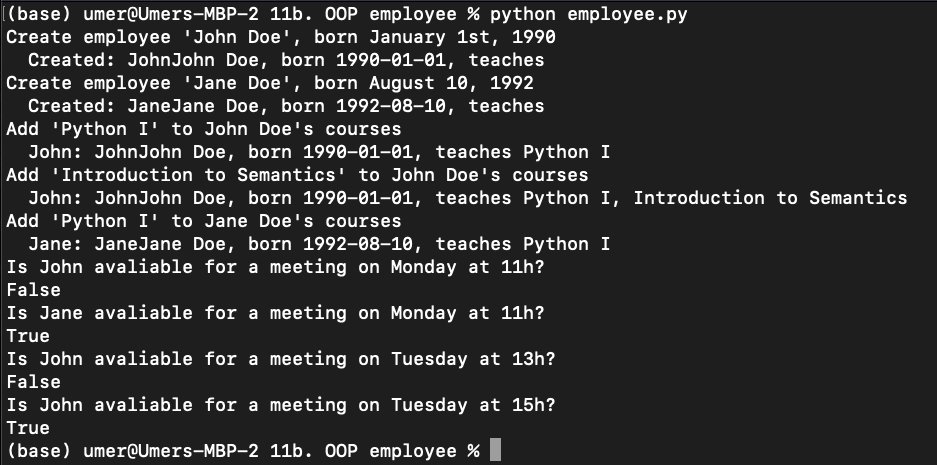 (base) umer@Umers-MBP-2 11b. OOP employee % python employee.py
Create employee 'John Doe', born January 1st, 1990
  Created: JohnJohn Doe, born 1990-01-01, teaches
Create employee 'Jane Doe', born August 10, 1992
  Created: JaneJane Doe, born 1992-08-10, teaches
Add 'Python I' to John Doe's courses
  John: JohnJohn Doe, born 1990-01-01, teaches Python I
Add 'Introduction to Semantics' to John Doe's courses
  John: JohnJohn Doe, born 1990-01-01, teaches Python I, Introduction to Semantics
Add 'Python I' to Jane Doe's courses
  Jane: JaneJane Doe, born 1992-08-10, teaches Python I
Is John avaliable for a meeting on Monday at 11h?
False
Is Jane avaliable for a meeting on Monday at 11h?
True
Is John avaliable for a meeting on Tuesday at 13h?
False
Is John avaliable for a meeting on Tuesday at 15h?
True
(base) umer@Umers-MBP-2 11b. OOP employee %